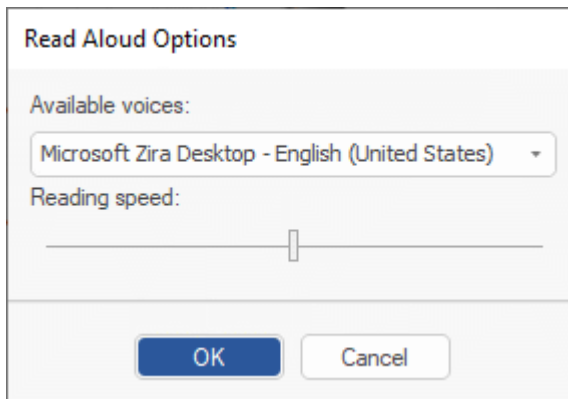 Read Aloud Options
Available voices:
Microsoft Zira Desktop - English (United States)
Reading speed:
OK
Cancel